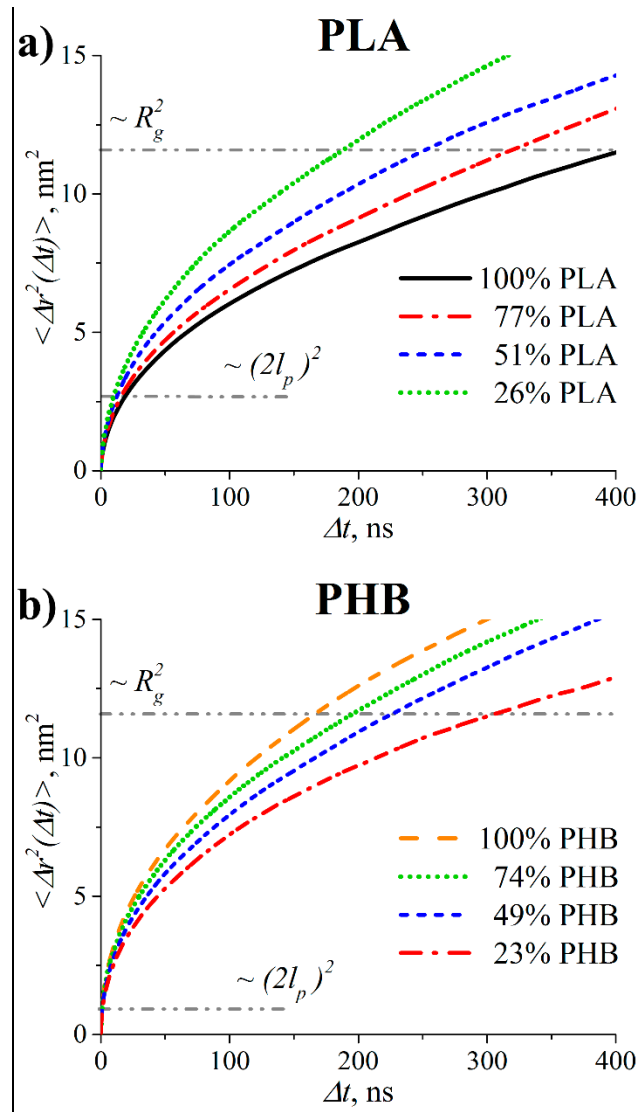 a)
PLA
15
10
5
0
~ R_g^2
~ (2l_p)^2
<Δr^2(Δt)>, nm^2
100% PLA
77% PLA
51% PLA
26% PLA
0 100 200 300 400
Δt, ns
b)
PHB
15
10
5
0
~ R_g^2
~ (2l_p)^2
<Δr^2(Δt)>, nm^2
100% PHB
74% PHB
49% PHB
23% PHB
0 100 200 300 400
Δt, ns